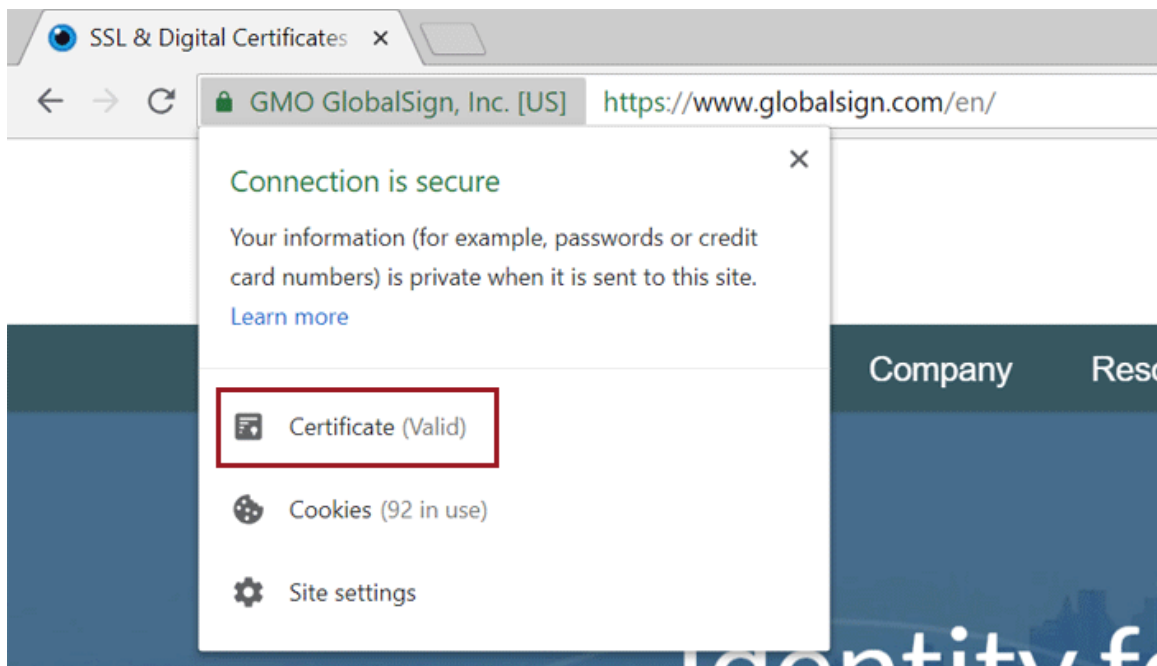 SSL & Digital Certificates
GMO GlobalSign, Inc. [US] https://www.globalsign.com/en/
Connection is secure
Your information (for example, passwords or credit
card numbers) is private when it is sent to this site.
Learn more
Company
Certificate (Valid)
Cookies (92 in use)
Site settings